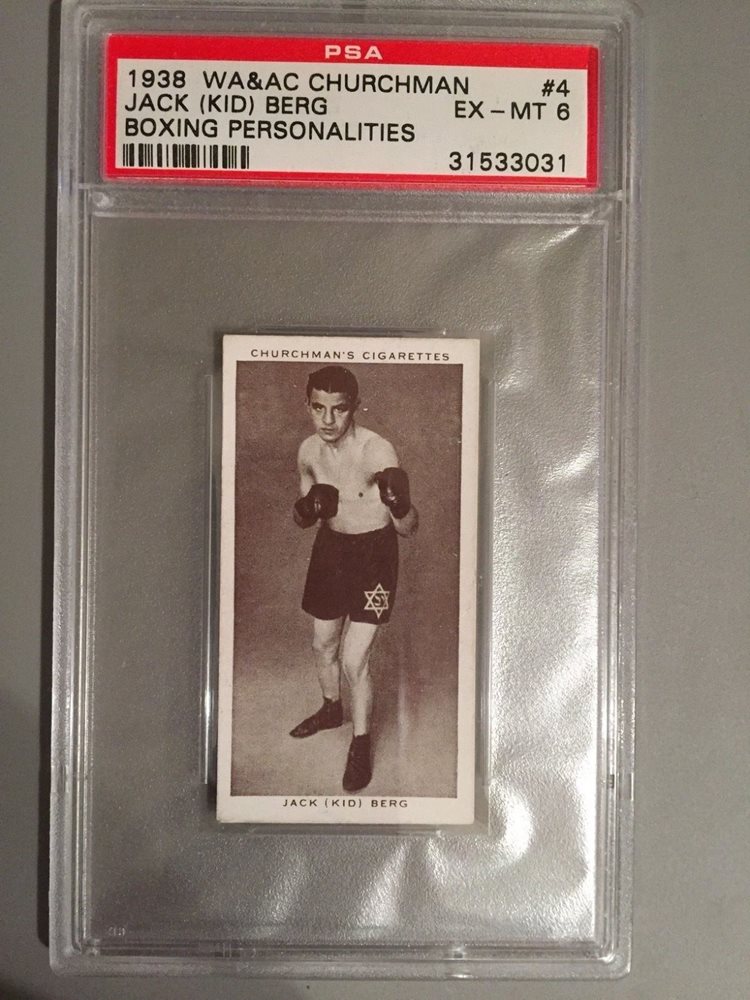 PSA
1938 WA&AC CHURCHMAN #4
JACK (KID) BERG EX-MT 6
BOXING PERSONALITIES
31533031
CHURCHMAN'S CIGARETTES
JACK (KID) BERG